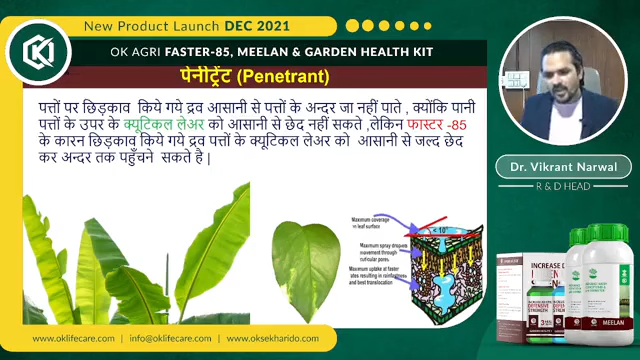 New Product Launch DEC 2021
OK AGRI FASTER-85, MEELAN & GARDEN HEALTH KIT
पेनीट्रेंट (Penetrant)
पत्तों पर छिड़काव किये गये द्रव आसानी से पत्तों के अन्दर जा नहीं पाते , क्योंकि पानी
पत्तों के उपर के क्यूटिकल लेअर को आसानी से छेद नहीं सकते ,लेकिन फास्टर -85
के कारन छिड़काव किये गये द्रव पत्तों के क्यूटिकल लेअर को आसानी से जल्द छेद
कर अन्दर तक पहुँचने सकते है |
Maximum coverage
on leaf surface
< 10°
Maximum spray droplets
movement through
cuticular pores.
Maximum uptake at faster
rates resulting in rainfastness
and best translocation
Dr. Vikrant Narwal
R & D HEAD
MEELAN
www.oklifecare.com | info@oklifecare.com | www.oksekharido.com